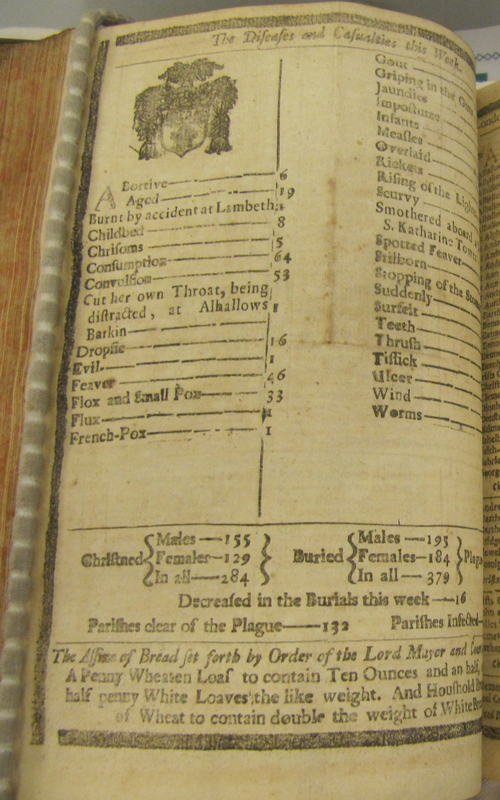 The Diseases and Casualties this Week.
Abortive 6
Aged 19
Burnt by accident at Lambeth 1
Childbed 8
Chrisoms 5
Consumption 64
Convulsion 53
Cut her own Throat, being
distracted, at Alhallows 1
Barkin
Dropsie 16
Evil 1
Feaver 46
Flox and Small Pox 33
Flux
French-Pox 1
Gout
Griping in the Guts
Jaundies
Imposthume
Infants
Measles
Overlaid
Rickets
Rising of the
Scurvy
Smothered aboard
S. Katharine Tower
Spotted Feaver
Stilborn
Stopping of the
Suddenly
Surfeit
Teeth
Thrush
Tissick
Ulcer
Wind
Worms
Christned Males 155 Females 129 In all 284
Buried Males 195 Females 184 In all 379
Decreased in the Burials this week 16
Parishes clear of the Plague 132 Parishes Infected
The Assize of Bread set forth by Order of the Lord Mayor and
A Penny Wheaten Loaf to contain Ten Ounces and an half,
half penny White Loaves the like weight. And Houshold
of Wheat to contain double the weight of White